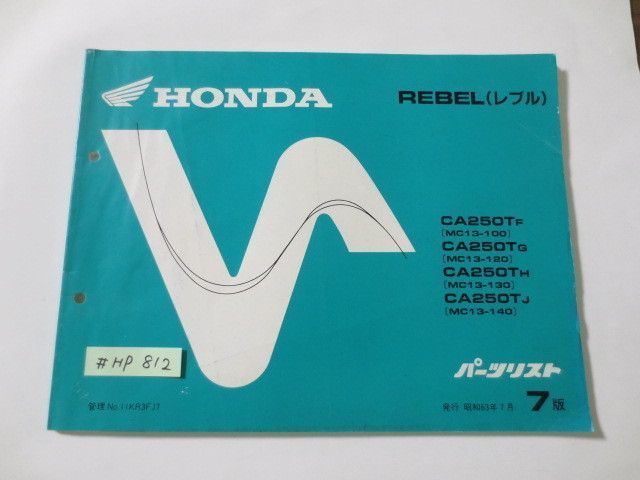 HONDA
REBEL(レブル)
CA250TF
[MC13-100]
CA250TG
[MC13-120]
CA250TH
[MC13-130]
CA250TJ
[MC13-140]
パーツリスト
#HP 812
管理No.11KR3FJ7
発行 昭和63年7月 7版